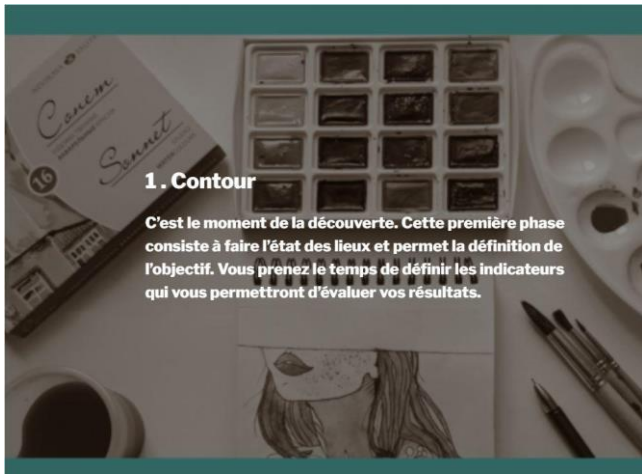 Сонет
Sonnet
16
1 . Contour
C'est le moment de la découverte. Cette première phase
consiste à faire l'état des lieux et permet la définition de
l'objectif. Vous prenez le temps de définir les indicateurs
qui vous permettront d'évaluer vos résultats.